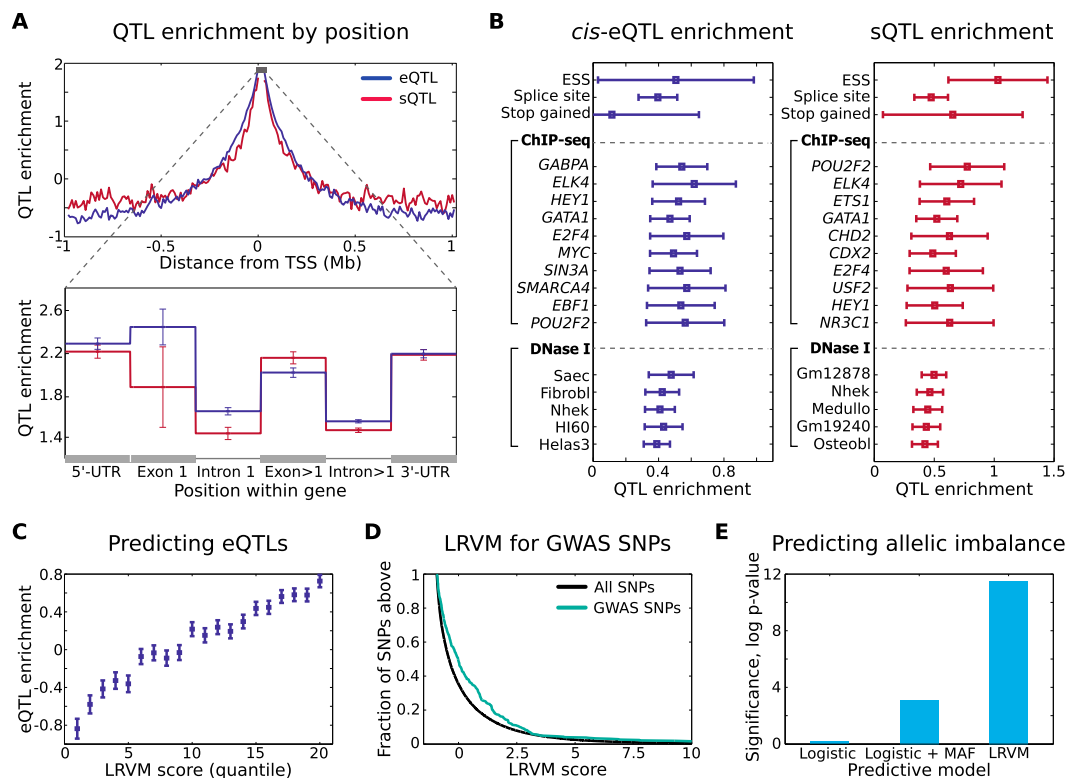 A
QTL enrichment by position
QTL enrichment
2
1
0
-1
eQTL
sQTL
-1
-0.5
0
0.5
1
Distance from TSS (Mb)
QTL enrichment
2.6
2.2
1.8
1.4
5'-UTR
Exon 1
Intron 1
Exon>1
Intron>1
3'-UTR
Position within gene
B
cis-eQTL enrichment
ESS
Splice site
Stop gained
ChIP-seq
GABPA
ELK4
HEY1
GATA1
E2F4
MYC
SIN3A
SMARCA4
EBF1
POU2F2
DNase I
Saec
Fibrobl
Nhek
Hl60
Helas3
0
0.4
0.8
QTL enrichment
sQTL enrichment
ESS
Splice site
Stop gained
ChIP-seq
POU2F2
ELK4
ETS1
GATA1
CHD2
CDX2
E2F4
USF2
HEY1
NR3C1
DNase I
Gm12878
Nhek
Medullo
Gm19240
Osteobl
0
0.5
1
1.5
QTL enrichment
C
Predicting eQTLs
eQTL enrichment
0.8
0.4
0
-0.4
-0.8
0
5
10
15
20
LRVM score (quantile)
D
LRVM for GWAS SNPs
Fraction of SNPs above
1
0.8
0.6
0.4
0.2
0
All SNPs
GWAS SNPs
0
2.5
5
7.5
10
LRVM score
E
Predicting allelic imbalance
Significance, log p-value
12
8
4
0
Logistic
Logistic + MAF
LRVM
Predictive model